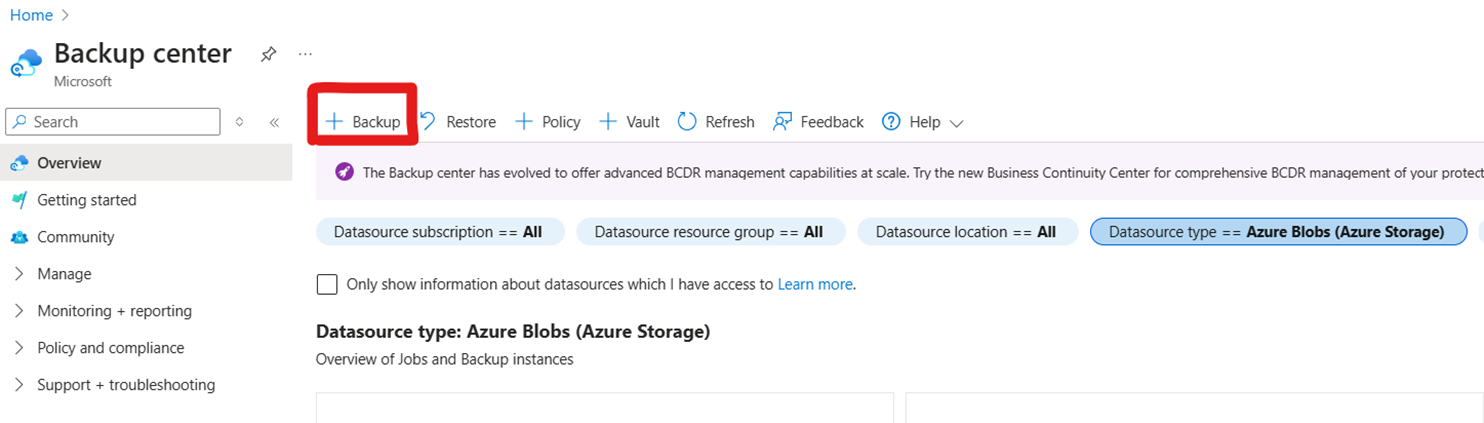 Home
Backup center
Microsoft
Search
Overview
Getting started
Community
Manage
Monitoring + reporting
Policy and compliance
Support + troubleshooting
Backup Restore Policy Vault Refresh Feedback Help
The Backup center has evolved to offer advanced BCDR management capabilities at scale. Try the new Business Continuity Center for comprehensive BCDR management of your protect
Datasource subscription == All Datasource resource group == All Datasource location == All Datasource type == Azure Blobs (Azure Storage)
Only show information about datasources which I have access to Learn more.
Datasource type: Azure Blobs (Azure Storage)
Overview of Jobs and Backup instances